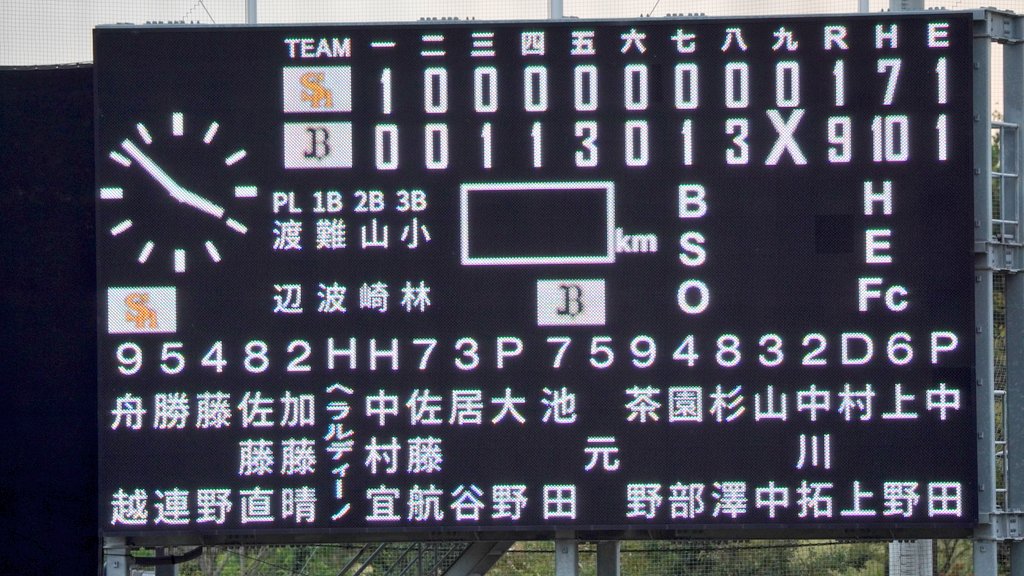 TEAM 一 二 三 四 五 六 七 八 九 R H E
SH 1 0 0 0 0 0 0 0 0 1 7 1
B 0 0 1 1 3 0 1 3 X 9 10 1
PL 1B 2B 3B
渡辺
難波
山崎
小林
km
B
S
O
H
E
Fc
SH
B
9 5 4 8 2 H H 7 3 P 7 5 9 4 8 3 2 D 6 P
舟越
勝連
藤野
佐藤直
加藤晴
ヘラルディーノ
中村宜
佐藤航
居谷
大野
池田
元
茶野
園部
杉澤
山中
中川拓
村上
上野
中田